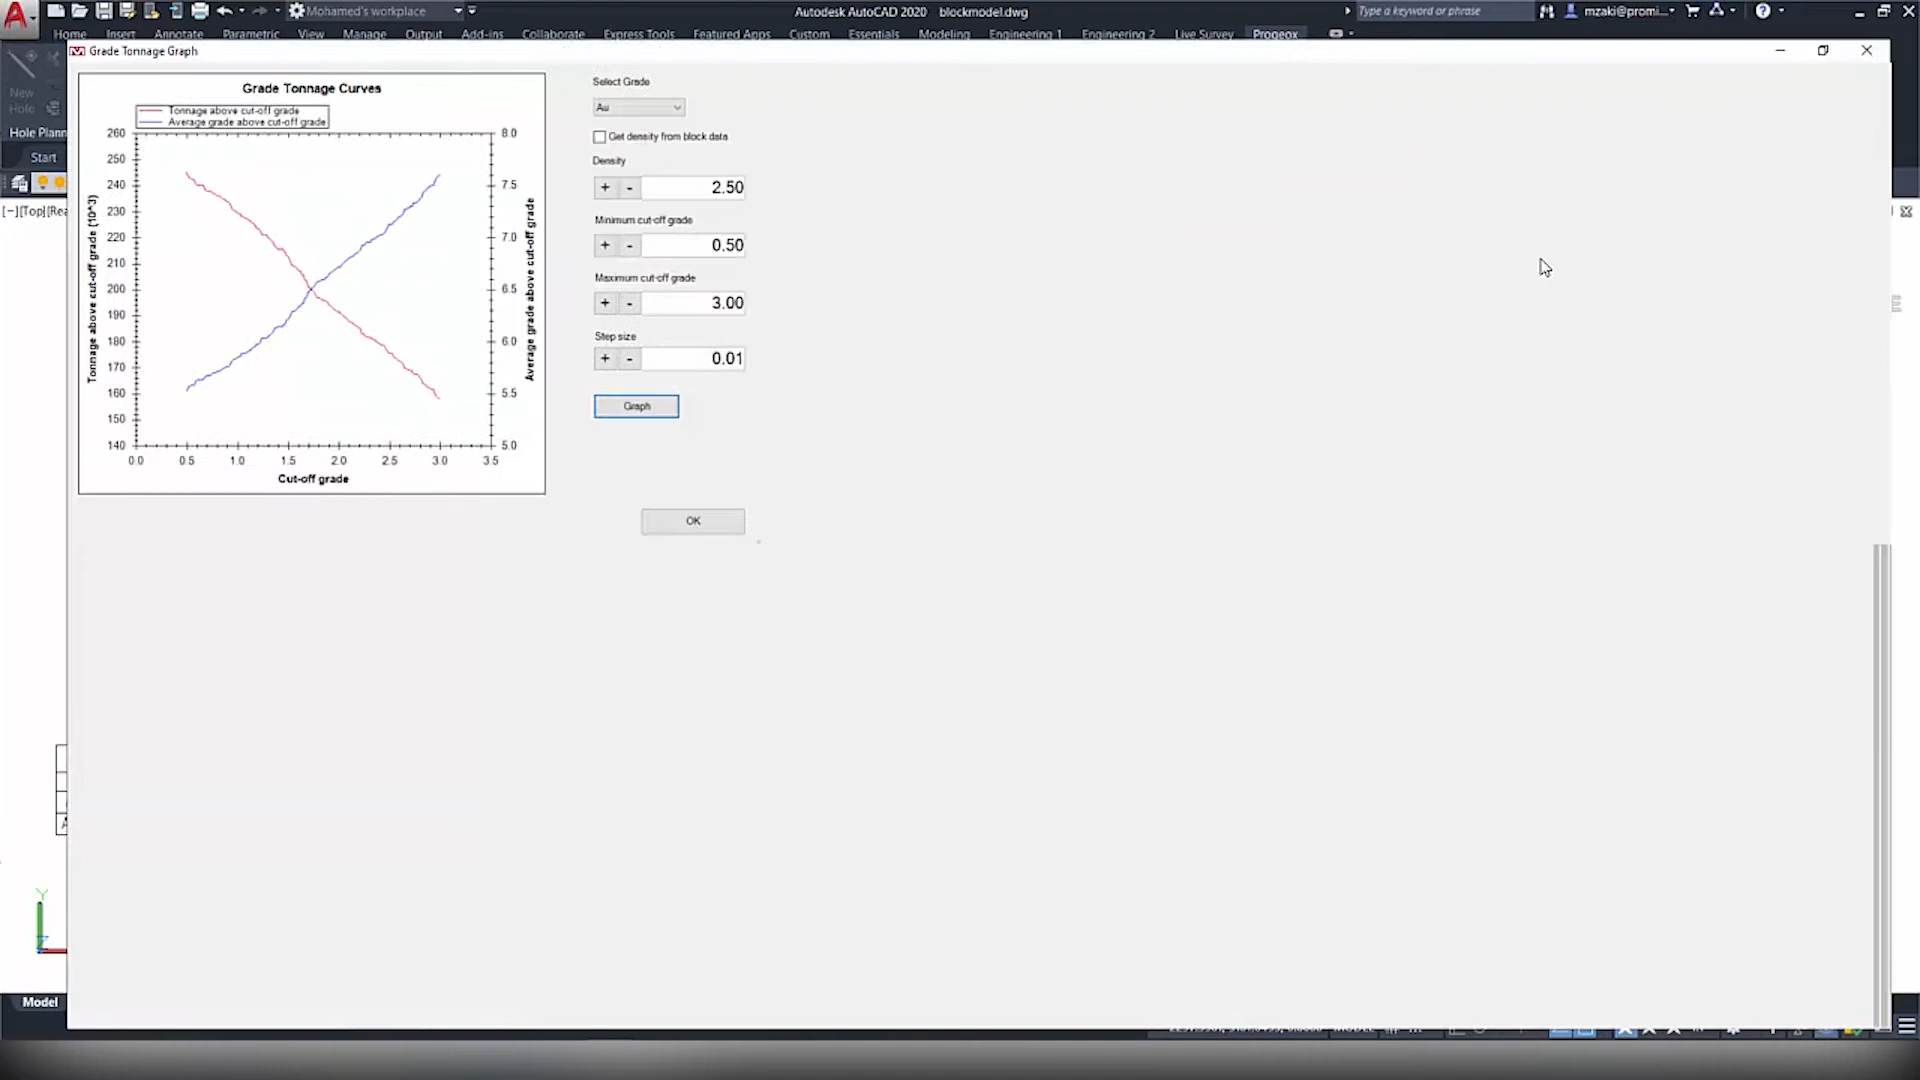 Mohamed's workplace
Autodesk AutoCAD 2020 blockmodel.dwg
Type a keyword or phrase
mzaki@promi...
Home Insert Annotate Parametric View Manage Output Add-ins Collaborate Express Tools Featured Apps Custom Essentials Modeling Engineering 1 Engineering 2 Live Survey Progeox
Grade Tonnage Graph
New
Hole
Hole Plann
Start
[−][Top][Rea
Grade Tonnage Curves
Tonnage above cut-off grade
Average grade above cut-off grade
260
250
240
230
220
210
200
190
180
170
160
150
140
8.0
7.5
7.0
6.5
6.0
5.5
5.0
Tonnage above cut-off grade (10^3)
Average grade above cut-off grade
0.0 0.5 1.0 1.5 2.0 2.5 3.0 3.5
Cut-off grade
Select Grade
Au
Get density from block data
Density
+ - 2.50
Minimum cut-off grade
+ - 0.50
Maximum cut-off grade
+ - 3.00
Step size
+ - 0.01
Graph
OK
Y
Model